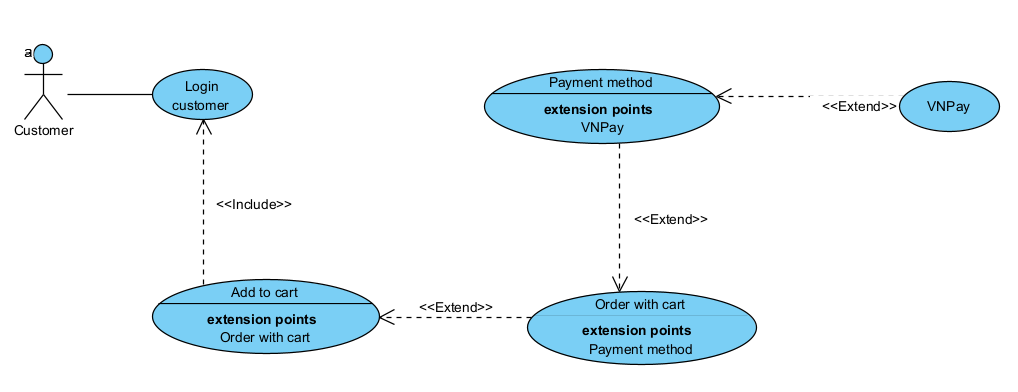 a
Customer
Login
customer
Payment method
extension points
VNPay
<<Extend>>
VNPay
<<Include>>
<<Extend>>
Add to cart
extension points
Order with cart
<<Extend>>
Order with cart
extension points
Payment method